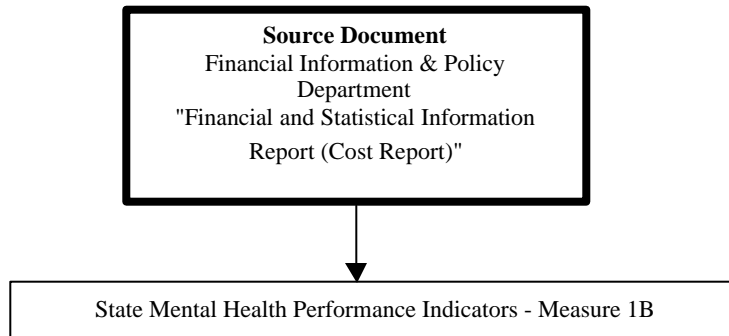 Source Document
Financial Information & Policy
Department
"Financial and Statistical Information
Report (Cost Report)"
State Mental Health Performance Indicators - Measure 1B